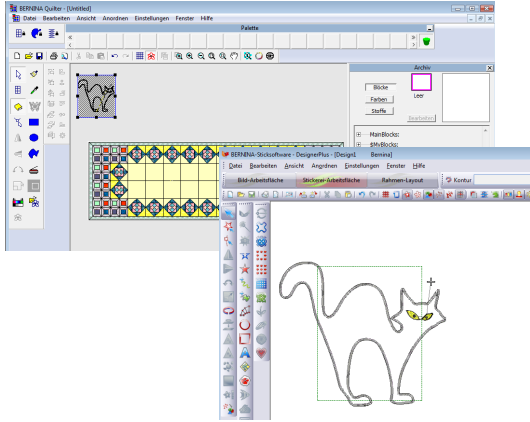 BERNINA Quilter - [Untitled]
Datei Bearbeiten Ansicht Anordnen Einstellungen Fenster Hilfe
Palette
Archiv
Blöcke
Farben
Stoffe
Leer
Bearbeiten
MainBlocks:
$MyBlocks:
BERNINA-Sticksoftware - DesignerPlus - [Design1 Bernina]
Datei Bearbeiten Ansicht Anordnen Einstellungen Fenster Hilfe
Bild-Arbeitsfläche Stickerei-Arbeitsfläche Rahmen-Layout Kontur